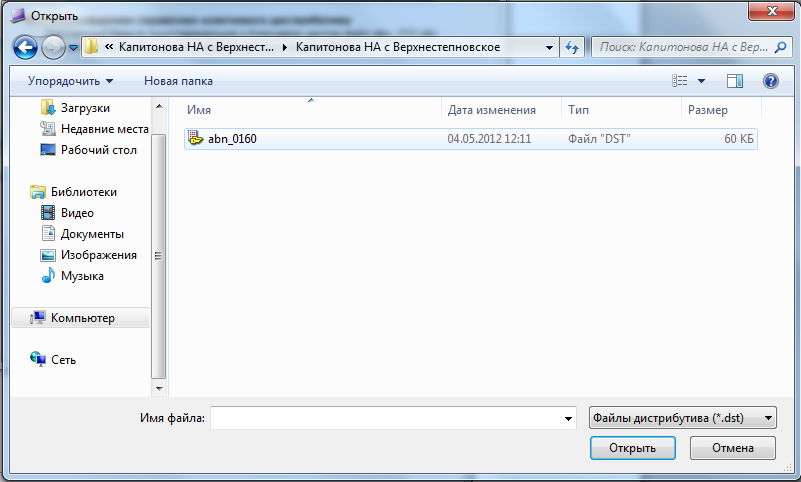 Открыть
« Капитонова НА с Верхнест... ▸ Капитонова НА с Верхнестепновское
Поиск: Капитонова НА с Вер...
Упорядочить Новая папка
Имя Дата изменения Тип Размер
abn_0160 04.05.2012 12:11 Файл "DST" 60 КБ
Загрузки
Недавние места
Рабочий стол
Библиотеки
Видео
Документы
Изображения
Музыка
Компьютер
Сеть
Имя файла:
Файлы дистрибутива (*.dst)
Открыть Отмена